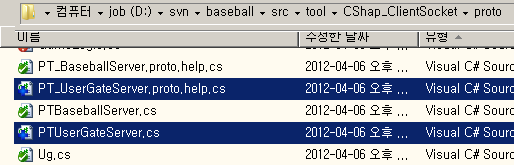 컴퓨터 ▸ job (D:) ▸ svn ▸ baseball ▸ src ▸ tool ▸ CShap_ClientSocket ▸ proto
이름 수정한 날짜 유형
PT_BaseballServer,proto,help,cs 2012-04-06 오후 ... Visual C# Sourc
PT_UserGateServer,proto,help,cs 2012-04-06 오후 ... Visual C# Sourc
PTBaseballServer,cs 2012-04-06 오후 ... Visual C# Sourc
PTUserGateServer,cs 2012-04-06 오후 ... Visual C# Sourc
Ug,cs 2012-04-06 오후 ... Visual C# Sourc